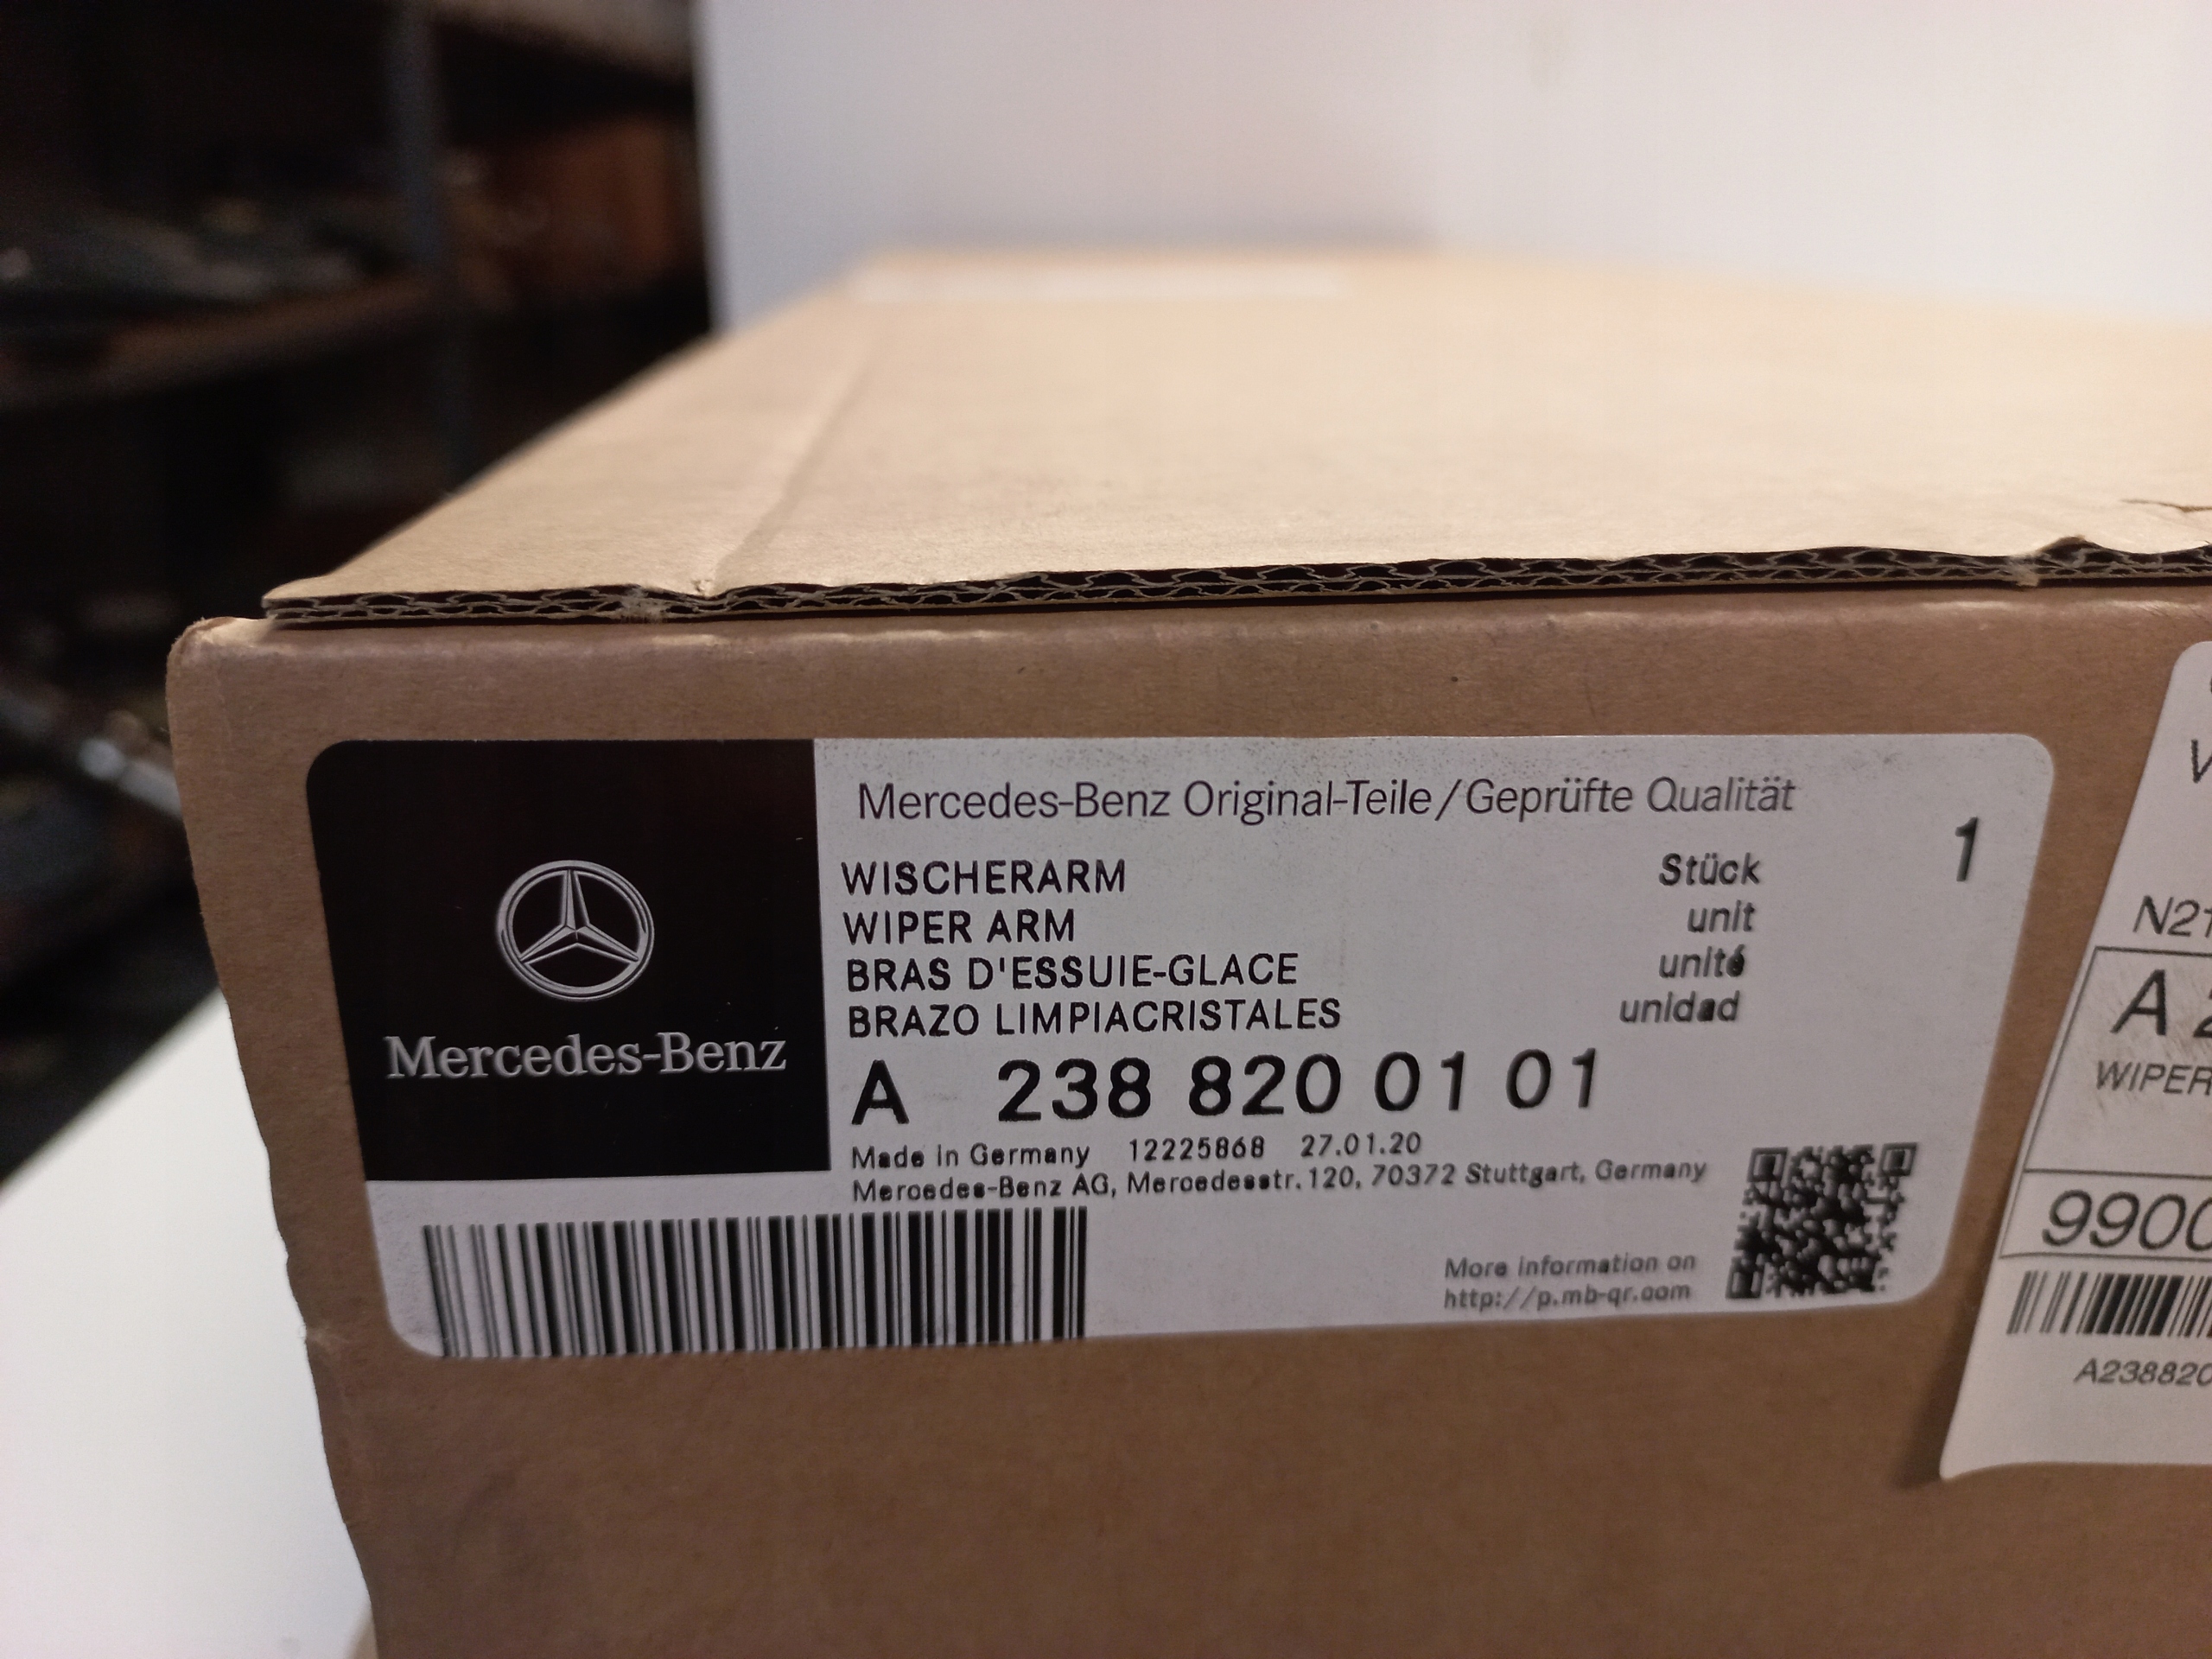 Mercedes-Benz
Mercedes-Benz Original-Teile/Geprüfte Qualität
WISCHERARM Stück 1
WIPER ARM unit
BRAS D'ESSUIE-GLACE unité
BRAZO LIMPIACRISTALES unidad
A 238 820 01 01
Made in Germany 12225868 27.01.20
Mercedes-Benz AG, Mercedesstr.120, 70372 Stuttgart, Germany
More information on
http://p.mb-qr.com
V
N21
A 2
WIPER
9900
A238820